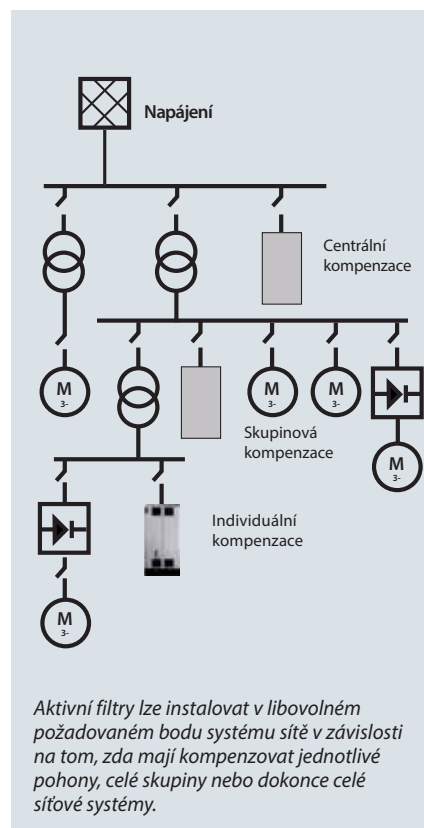 Napájení
Centrální
kompenzace
M
3~
M
3~
M
3~
Skupinová
kompenzace
M
3~
Individuální
kompenzace
M
3~
Aktivní filtry lze instalovat v libovolném
požadovaném bodu systému sítě v závislosti
na tom, zda mají kompenzovat jednotlivé
pohony, celé skupiny nebo dokonce celé
síťové systémy.